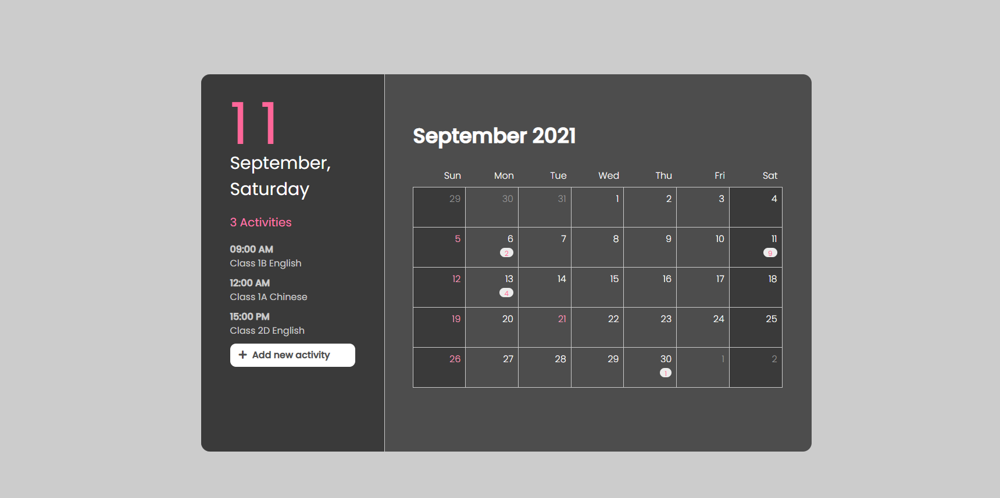 11
September,
Saturday
3 Activities
09:00 AM
Class 1B English
12:00 AM
Class 1A Chinese
15:00 PM
Class 2D English
+ Add new activity
September 2021
Sun Mon Tue Wed Thu Fri Sat
29 30 31 1 2 3 4
5 6 7 8 9 10 11
2 9
12 13 14 15 16 17 18
4
19 20 21 22 23 24 25
26 27 28 29 30 1 2
1